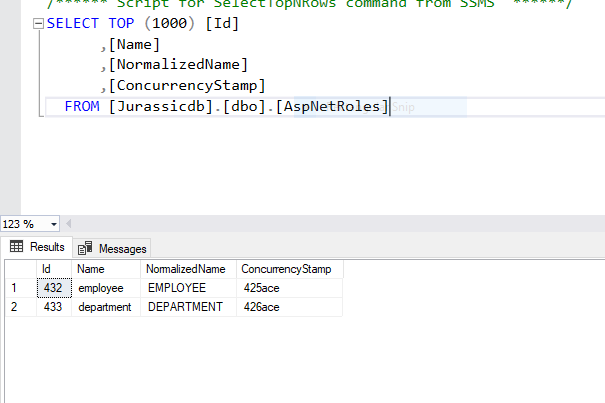 /****** Script for SelectTopNRows command from SSMS ******/
SELECT TOP (1000) [Id]
,[Name]
,[NormalizedName]
,[ConcurrencyStamp]
FROM [Jurassicdb].[dbo].[AspNetRoles]
Snip
123 %
Results Messages
Id Name NormalizedName ConcurrencyStamp
1 432 employee EMPLOYEE 425ace
2 433 department DEPARTMENT 426ace